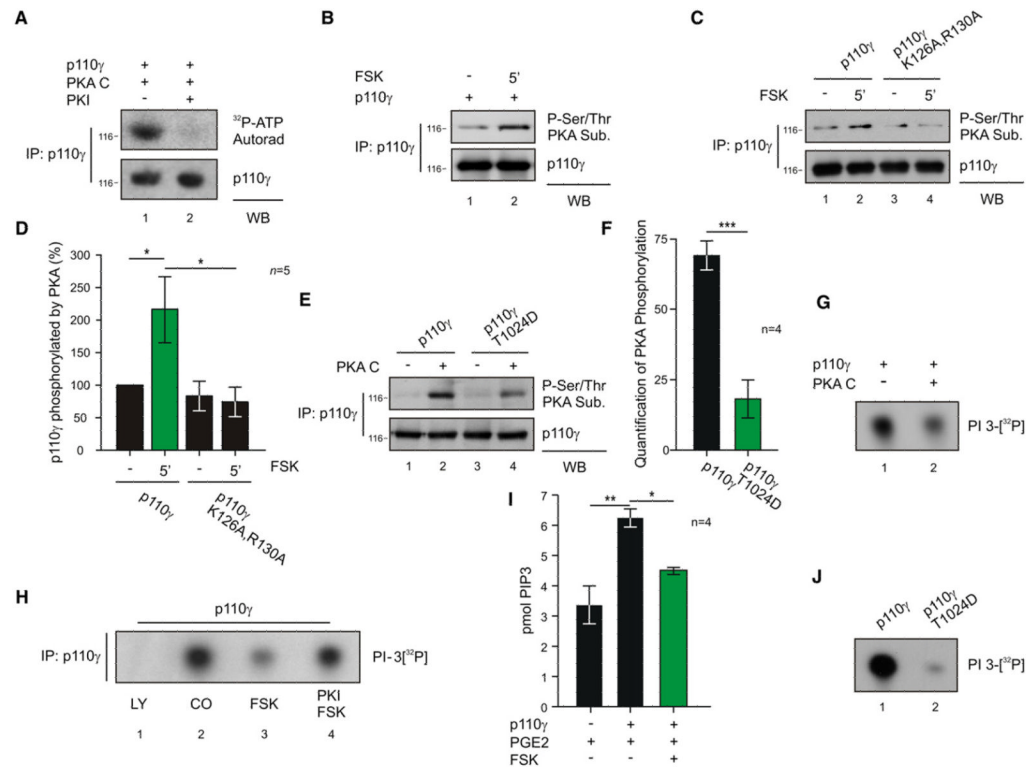 A
p110γ + +
PKA C + +
PKI - +
IP: p110γ
116-
³²P-ATP
Autorad
116-
p110γ
1 2 WB
B
FSK - 5'
p110γ + +
IP: p110γ
116-
P-Ser/Thr
PKA Sub.
116-
p110γ
1 2 WB
C
p110γ
p110γ
K126A,R130A
FSK - 5' - 5'
IP: p110γ
116-
P-Ser/Thr
PKA Sub.
116-
p110γ
1 2 3 4 WB
D
p110γ phosphorylated by PKA (%)
300
250
200
150
100
50
0
* *
n=5
- 5' - 5' FSK
p110γ
p110γ
K126A,R130A
E
p110γ
p110γ
T1024D
PKA C - + - +
IP: p110γ
116-
P-Ser/Thr
PKA Sub.
116-
p110γ
1 2 3 4 WB
F
Quantification of PKA Phosphorylation
75
50
25
0
***
n=4
p110γ
p110γ
T1024D
G
p110γ + +
PKA C - +
PI 3-[³²P]
1 2
H
p110γ
IP: p110γ
PI-3[³²P]
LY CO FSK PKI
FSK
1 2 3 4
I
pmol PIP3
7
6
5
4
3
2
1
0
** *
n=4
p110γ - + +
PGE2 + + +
FSK - - +
J
p110γ
p110γ
T1024D
PI 3-[³²P]
1 2